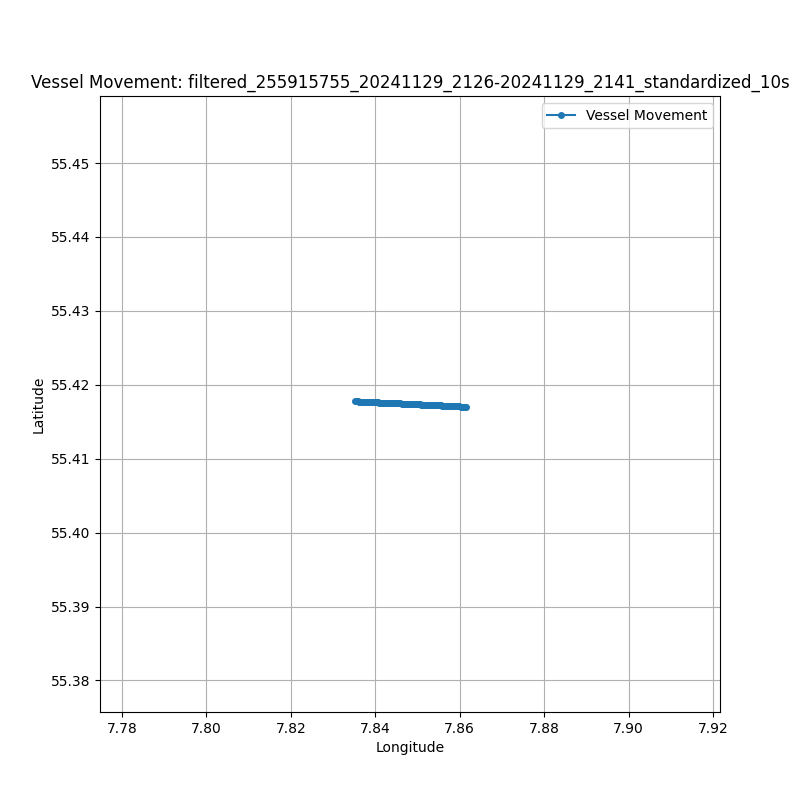 Vessel Movement: filtered_255915755_20241129_2126-20241129_2141_standardized_10s
Vessel Movement
55.45
55.44
55.43
55.42
55.41
55.40
55.39
55.38
Latitude
7.78 7.80 7.82 7.84 7.86 7.88 7.90 7.92
Longitude